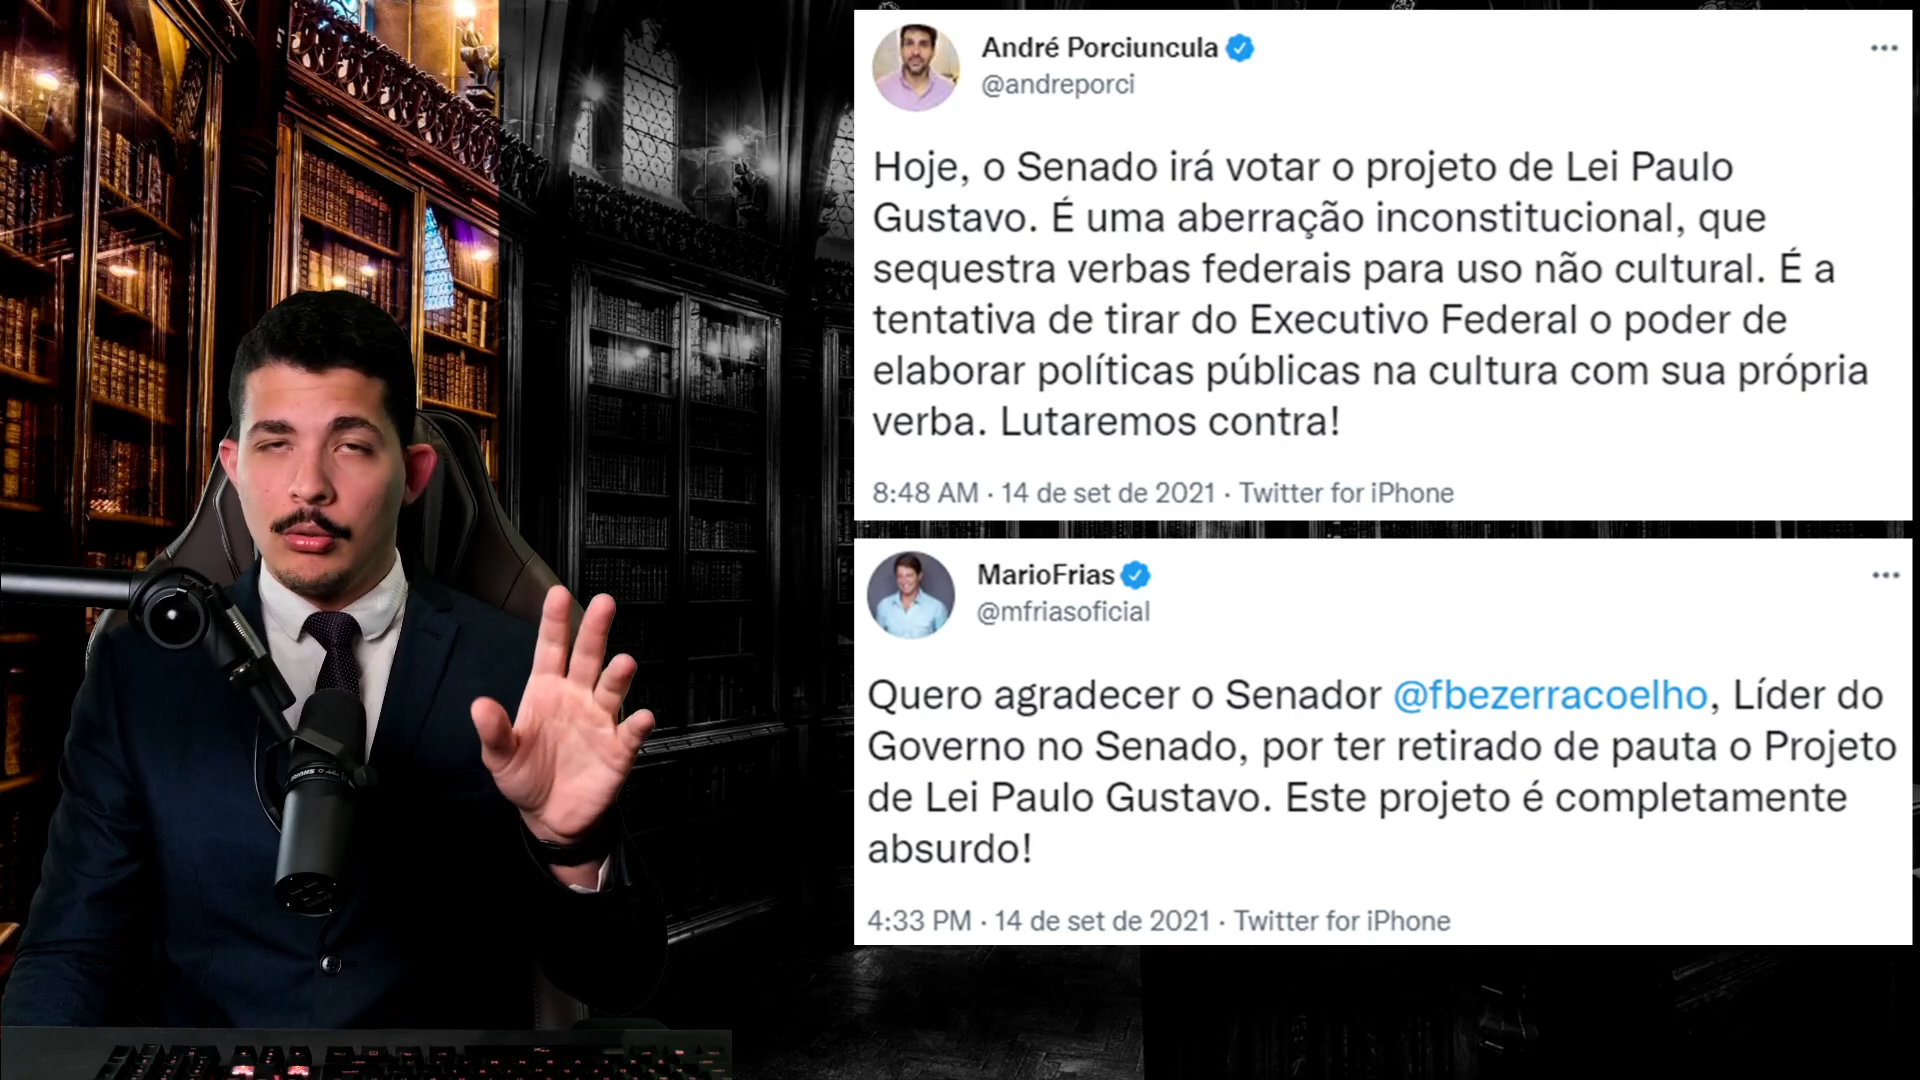 André Porciuncula
@andreporci
Hoje, o Senado irá votar o projeto de Lei Paulo
Gustavo. É uma aberração inconstitucional, que
sequestra verbas federais para uso não cultural. É a
tentativa de tirar do Executivo Federal o poder de
elaborar políticas públicas na cultura com sua própria
verba. Lutaremos contra!
8:48 AM · 14 de set de 2021 · Twitter for iPhone
MarioFrias
@mfriasoficial
Quero agradecer o Senador @fbezerracoelho, Líder do
Governo no Senado, por ter retirado de pauta o Projeto
de Lei Paulo Gustavo. Este projeto é completamente
absurdo!
4:33 PM · 14 de set de 2021 · Twitter for iPhone